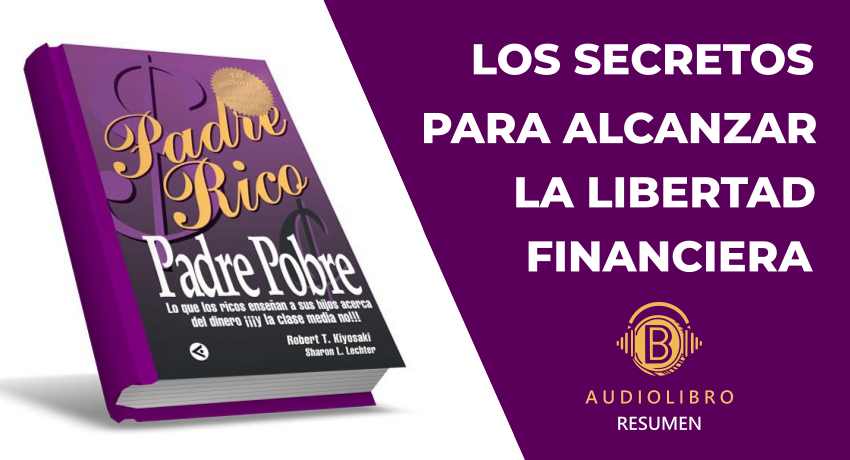 Padre
Rico
Padre Pobre
Lo que los ricos enseñan a sus hijos acerca
del dinero ¡¡¡y la clase media no!!!
Robert T. Kiyosaki
Sharon L. Lechter
LOS SECRETOS
PARA ALCANZAR
LA LIBERTAD
FINANCIERA
B
AUDIOLIBRO
RESUMEN